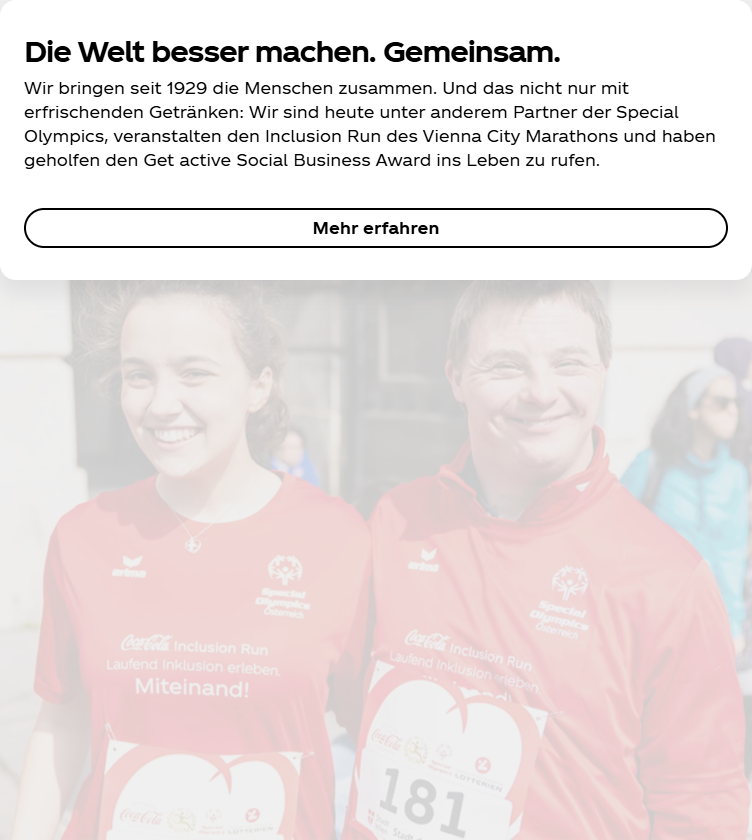 Die Welt besser machen. Gemeinsam.
Wir bringen seit 1929 die Menschen zusammen. Und das nicht nur mit
erfrischenden Getränken: Wir sind heute unter anderem Partner der Special
Olympics, veranstalten den Inclusion Run des Vienna City Marathons und haben
geholfen den Get active Social Business Award ins Leben zu rufen.
Mehr erfahren
erima
Special
Olympics
Österreich
Coca-Cola Inclusion Run
Laufend Inklusion erleben.
Miteinand!
erima
Special
Olympics
Österreich
Coca-Cola Inclusion Run
Laufend Inklusion erleben.
Coca-Cola
LOTTERIEN
181
Stadt
Coca-Cola
LOTTERIEN